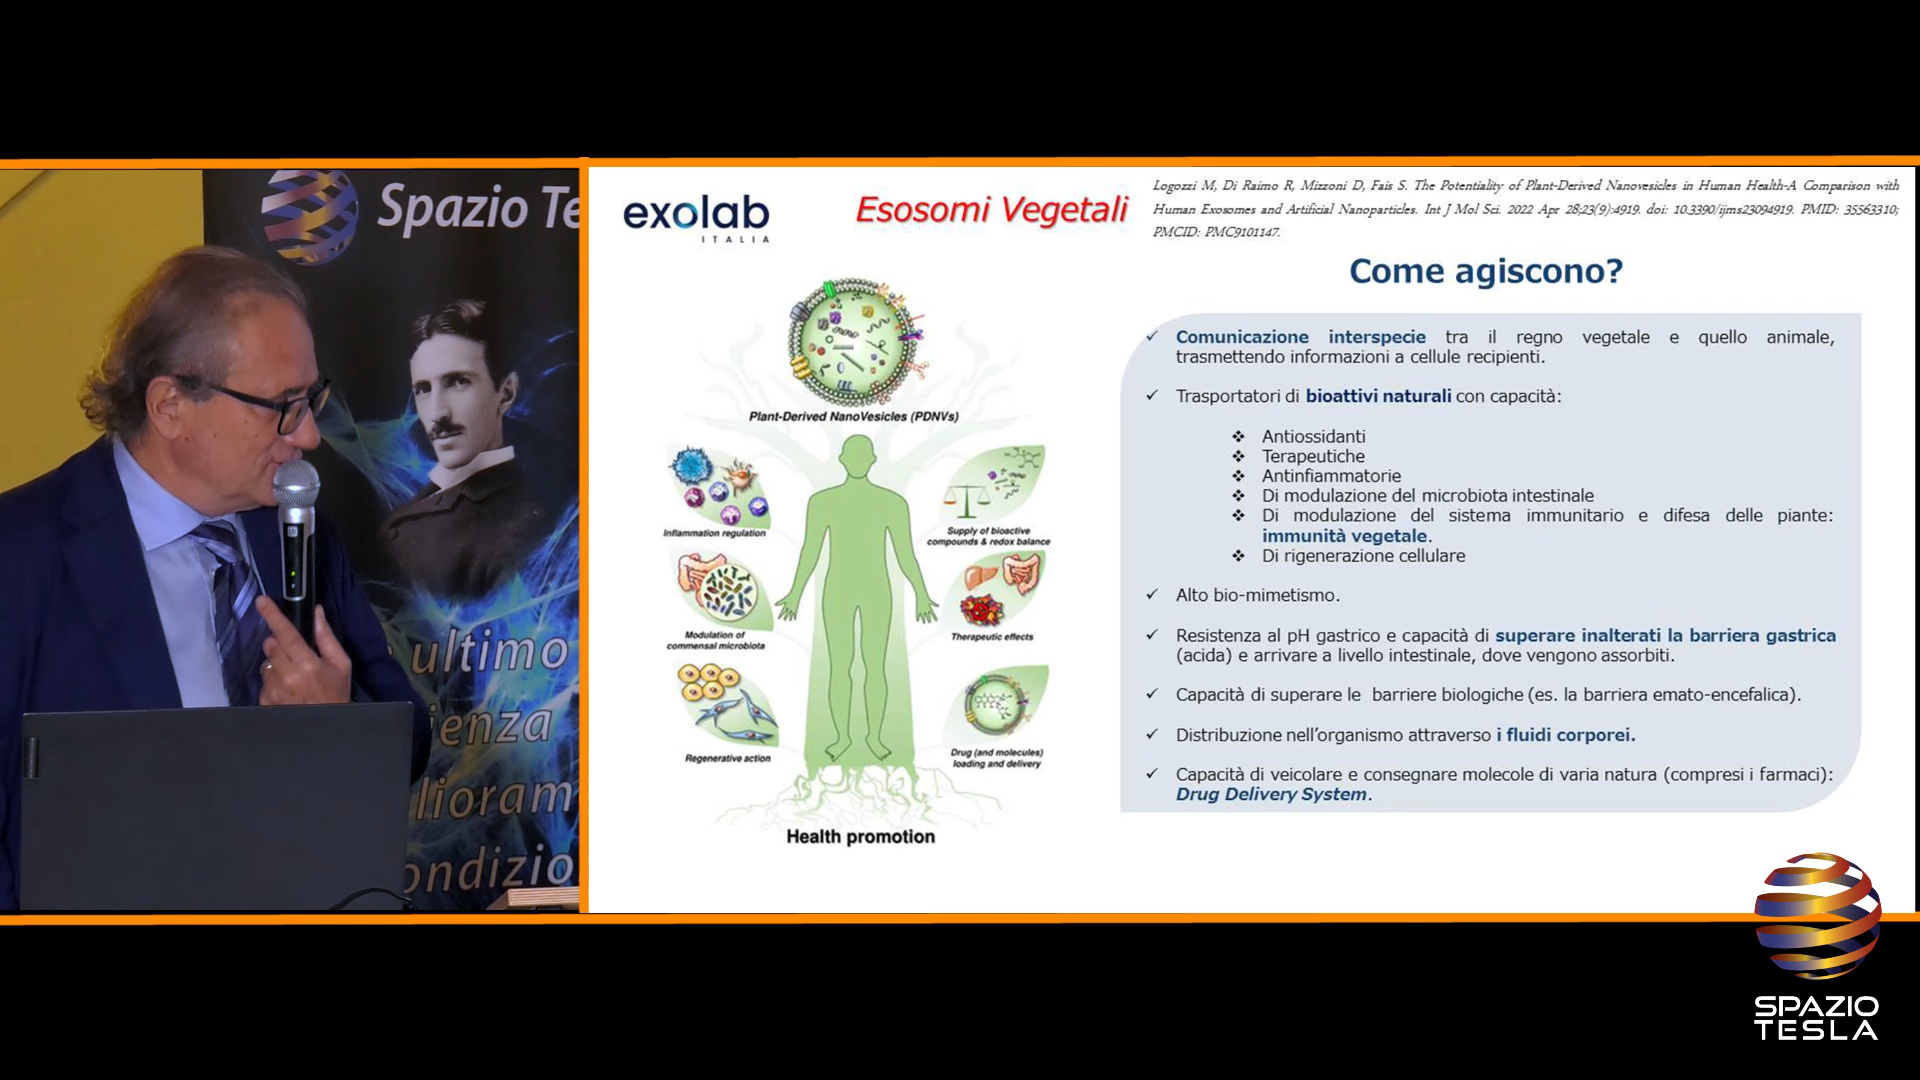 Spazio Te
ultimo
ienza
lioram
ondizio
exolab
ITALIA
Esosomi Vegetali
Logozzi M, Di Raimo R, Mizzoni D, Fais S. The Potentiality of Plant-Derived Nanovesicles in Human Health-A Comparison with
Human Exosomes and Artificial Nanoparticles. Int J Mol Sci. 2022 Apr 28;23(9):4919. doi: 10.3390/ijms23094919. PMID: 35563310;
PMCID: PMC9101147.
Plant-Derived NanoVesicles (PDNVs)
Inflammation regulation
Supply of bioactive
compounds & redox balance
Modulation of
commensal microbiota
Therapeutic effects
Regenerative action
Drug (and molecules)
loading and delivery
Health promotion
Come agiscono?
✓ Comunicazione interspecie tra il regno vegetale e quello animale,
trasmettendo informazioni a cellule recipienti.
✓ Trasportatori di bioattivi naturali con capacità:
❖ Antiossidanti
❖ Terapeutiche
❖ Antinfiammatorie
❖ Di modulazione del microbiota intestinale
❖ Di modulazione del sistema immunitario e difesa delle piante:
immunità vegetale.
❖ Di rigenerazione cellulare
✓ Alto bio-mimetismo.
✓ Resistenza al pH gastrico e capacità di superare inalterati la barriera gastrica
(acida) e arrivare a livello intestinale, dove vengono assorbiti.
✓ Capacità di superare le barriere biologiche (es. la barriera emato-encefalica).
✓ Distribuzione nell'organismo attraverso i fluidi corporei.
✓ Capacità di veicolare e consegnare molecole di varia natura (compresi i farmaci):
Drug Delivery System.
SPAZIO
TESLA